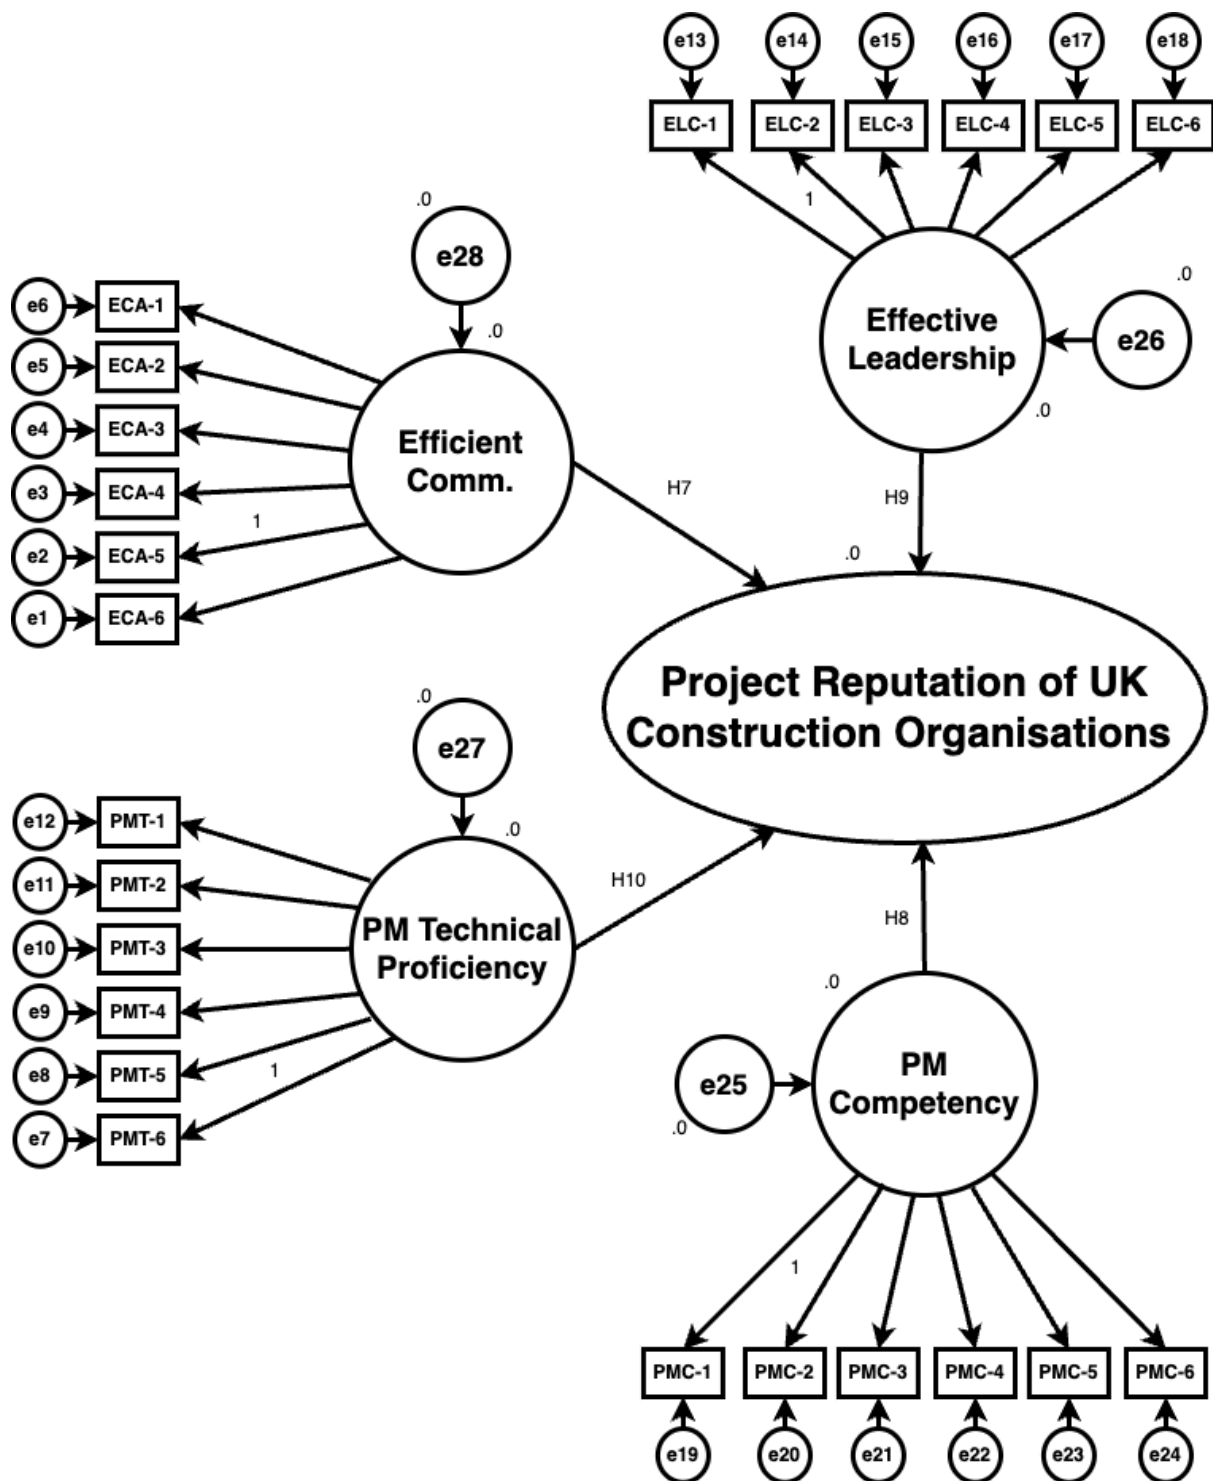 e13
e14
e15
e16
e17
e18
ELC-1
ELC-2
ELC-3
ELC-4
ELC-5
ELC-6
1
.0
e28
.0
Effective
Leadership
.0
e26
.0
e6
ECA-1
e5
ECA-2
e4
ECA-3
e3
ECA-4
1
e2
ECA-5
e1
ECA-6
Efficient
Comm.
H7
H9
.0
Project Reputation of UK
Construction Organisations
.0
e27
.0
e12
PMT-1
e11
PMT-2
e10
PMT-3
e9
PMT-4
e8
PMT-5
1
e7
PMT-6
PM Technical
Proficiency
H10
H8
.0
e25
.0
PM
Competency
1
PMC-1
PMC-2
PMC-3
PMC-4
PMC-5
PMC-6
e19
e20
e21
e22
e23
e24